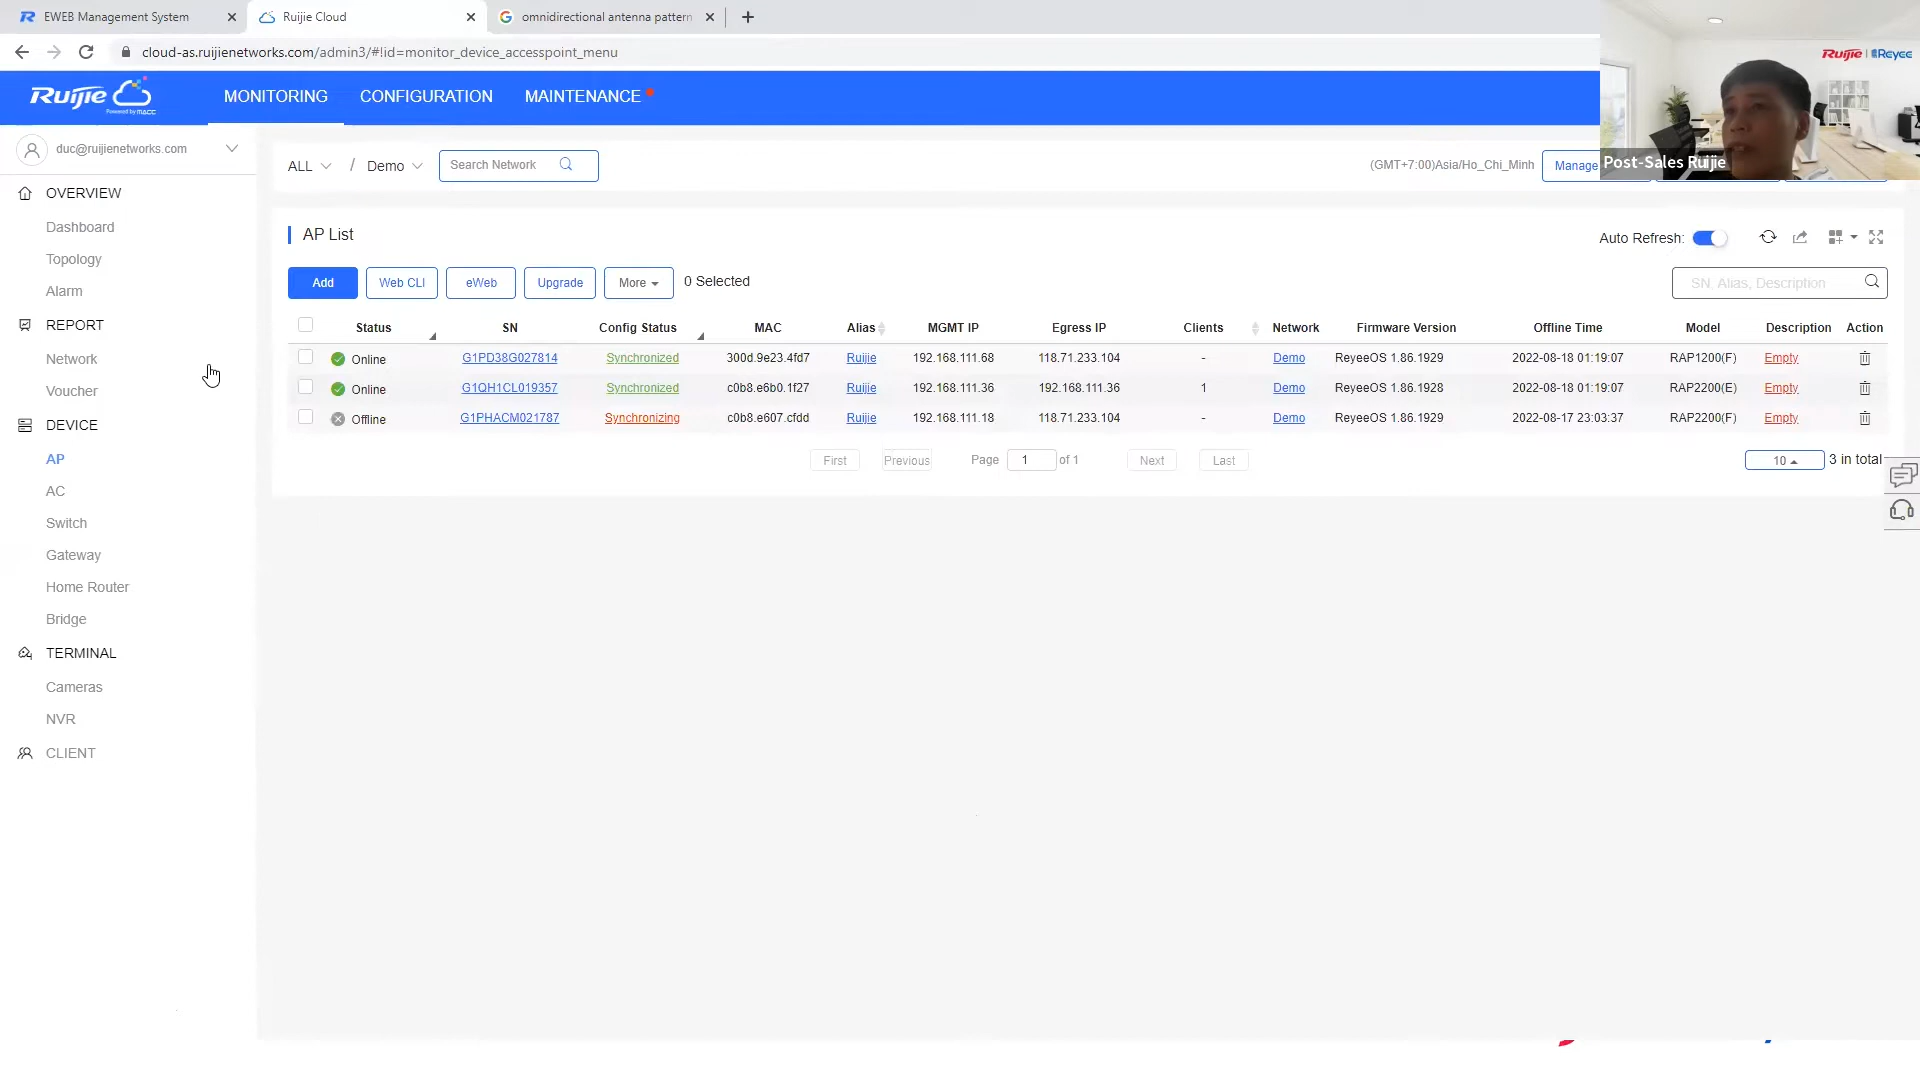 EWEB Management System
Ruijie Cloud
omnidirectional antenna pattern
cloud-as.ruijienetworks.com/admin3/#!id=monitor_device_accesspoint_menu
Ruijie
Powered by MACC
MONITORING CONFIGURATION MAINTENANCE
Ruijie | Reyee
Post-Sales Ruijie
duc@ruijienetworks.com
ALL / Demo Search Network (GMT+7:00)Asia/Ho_Chi_Minh Manage
OVERVIEW
Dashboard
Topology
Alarm
REPORT
Network
Voucher
DEVICE
AP
AC
Switch
Gateway
Home Router
Bridge
TERMINAL
Cameras
NVR
CLIENT
AP List
Auto Refresh:
Add Web CLI eWeb Upgrade More 0 Selected SN, Alias, Description
Status SN Config Status MAC Alias MGMT IP Egress IP Clients Network Firmware Version Offline Time Model Description Action
Online G1PD38G027814 Synchronized 300d.9e23.4fd7 Ruijie 192.168.111.68 118.71.233.104 - Demo ReyeeOS 1.86.1929 2022-08-18 01:19:07 RAP1200(F) Empty
Online G1QH1CL019357 Synchronized c0b8.e6b0.1f27 Ruijie 192.168.111.36 192.168.111.36 1 Demo ReyeeOS 1.86.1928 2022-08-18 01:19:07 RAP2200(E) Empty
Offline G1PHACM021787 Synchronizing c0b8.e607.cfdd Ruijie 192.168.111.18 118.71.233.104 - Demo ReyeeOS 1.86.1929 2022-08-17 23:03:37 RAP2200(F) Empty
First Previous Page 1 of 1 Next Last 10 3 in total